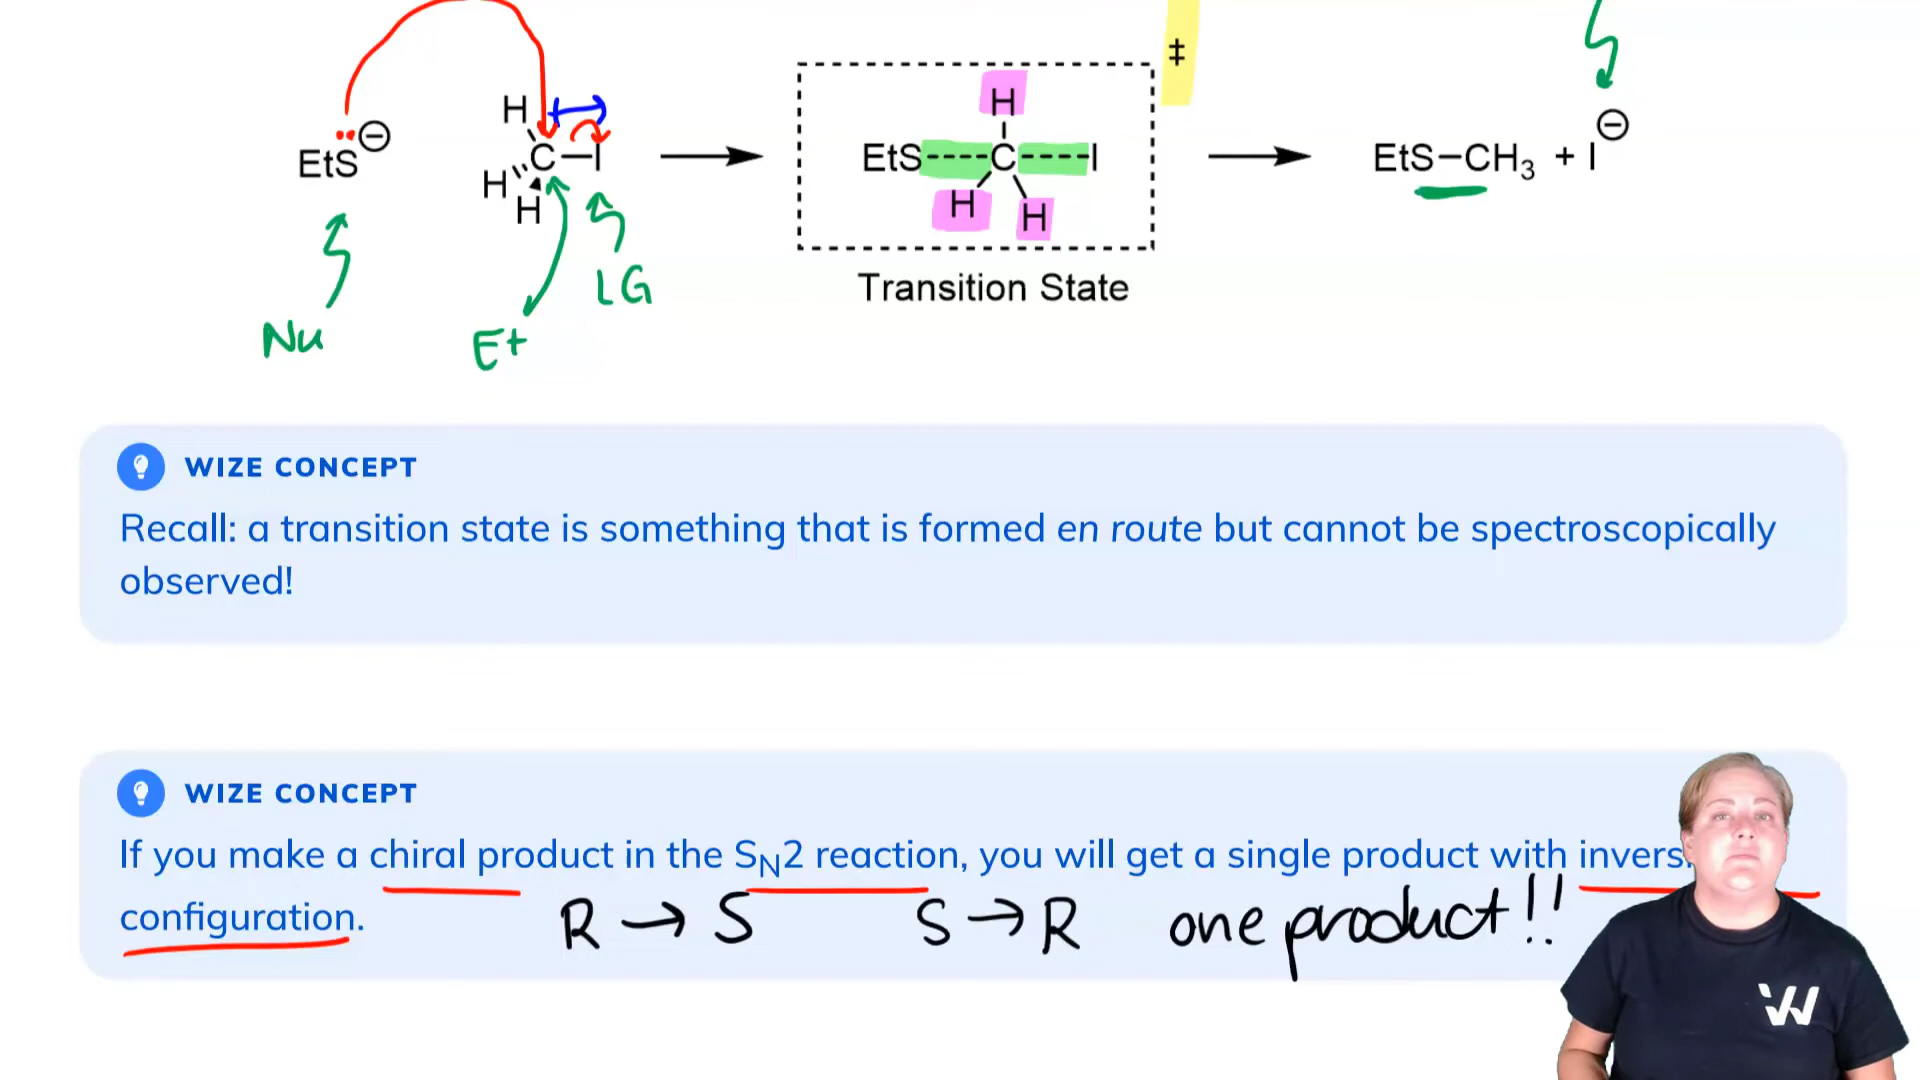 ‡
H
EtS ⊖ C–I
H
H
H
EtS----C----I
H H
EtS–CH3 + I ⊖
Transition State
LG
Nu
E+
WIZE CONCEPT
Recall: a transition state is something that is formed en route but cannot be spectroscopically
observed!
WIZE CONCEPT
If you make a chiral product in the SN2 reaction, you will get a single product with
configuration.
R → S S → R one product!!
W